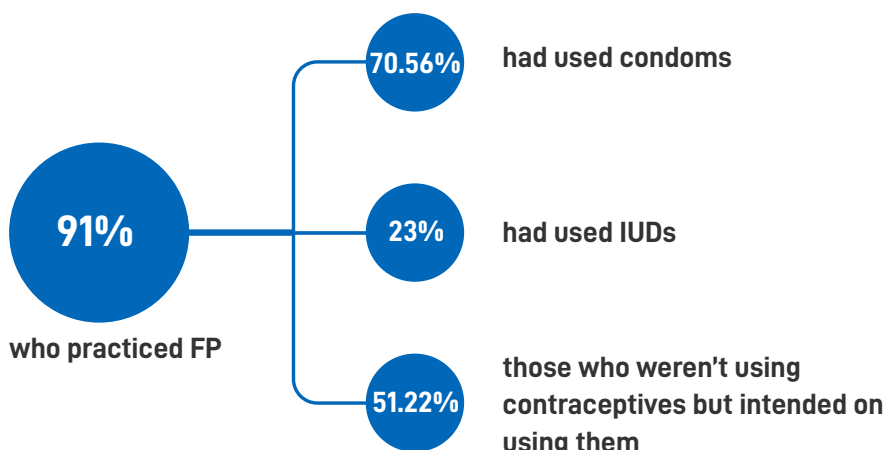 70.56%
had used condoms
91%
23%
had used IUDs
who practiced FP
51.22%
those who weren't using
contraceptives but intended on
using them